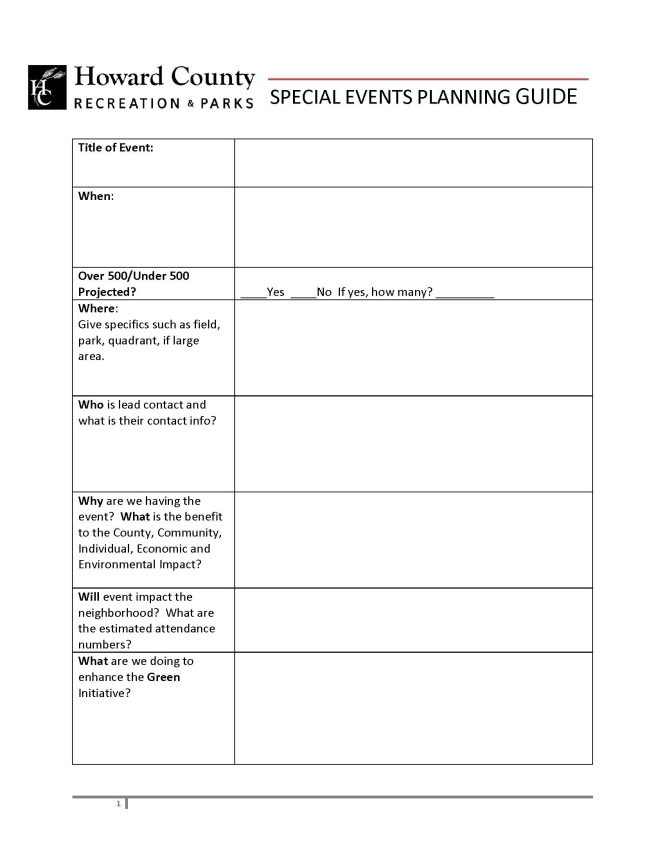 HC
Howard County
RECREATION & PARKS
SPECIAL EVENTS PLANNING GUIDE
Title of Event:
When:
Over 500/Under 500
Projected?
____Yes ____No If yes, how many? _________
Where:
Give specifics such as field,
park, quadrant, if large
area.
Who is lead contact and
what is their contact info?
Why are we having the
event? What is the benefit
to the County, Community,
Individual, Economic and
Environmental Impact?
Will event impact the
neighborhood? What are
the estimated attendance
numbers?
What are we doing to
enhance the Green
Initiative?
1